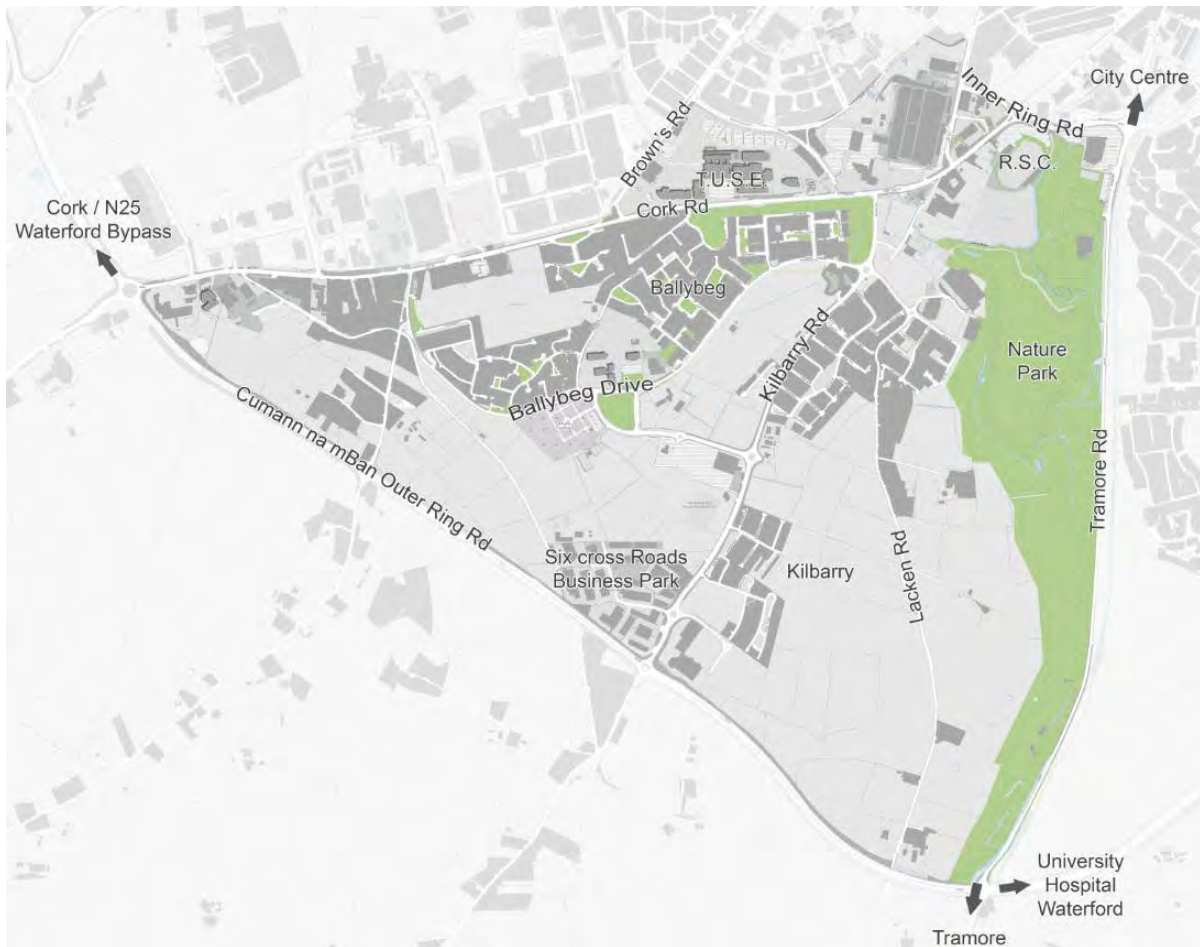 City Centre
Inner Ring Rd
R.S.C.
Brown's Rd
T.U.S.E.
Cork Rd
Cork / N25
Waterford Bypass
Ballybeg
Kilbarry Rd
Nature
Park
Ballybeg Drive
Cumann na mBan Outer Ring Rd
Tramore Rd
Six cross Roads
Business Park
Kilbarry
Lacken Rd
University
Hospital
Waterford
Tramore